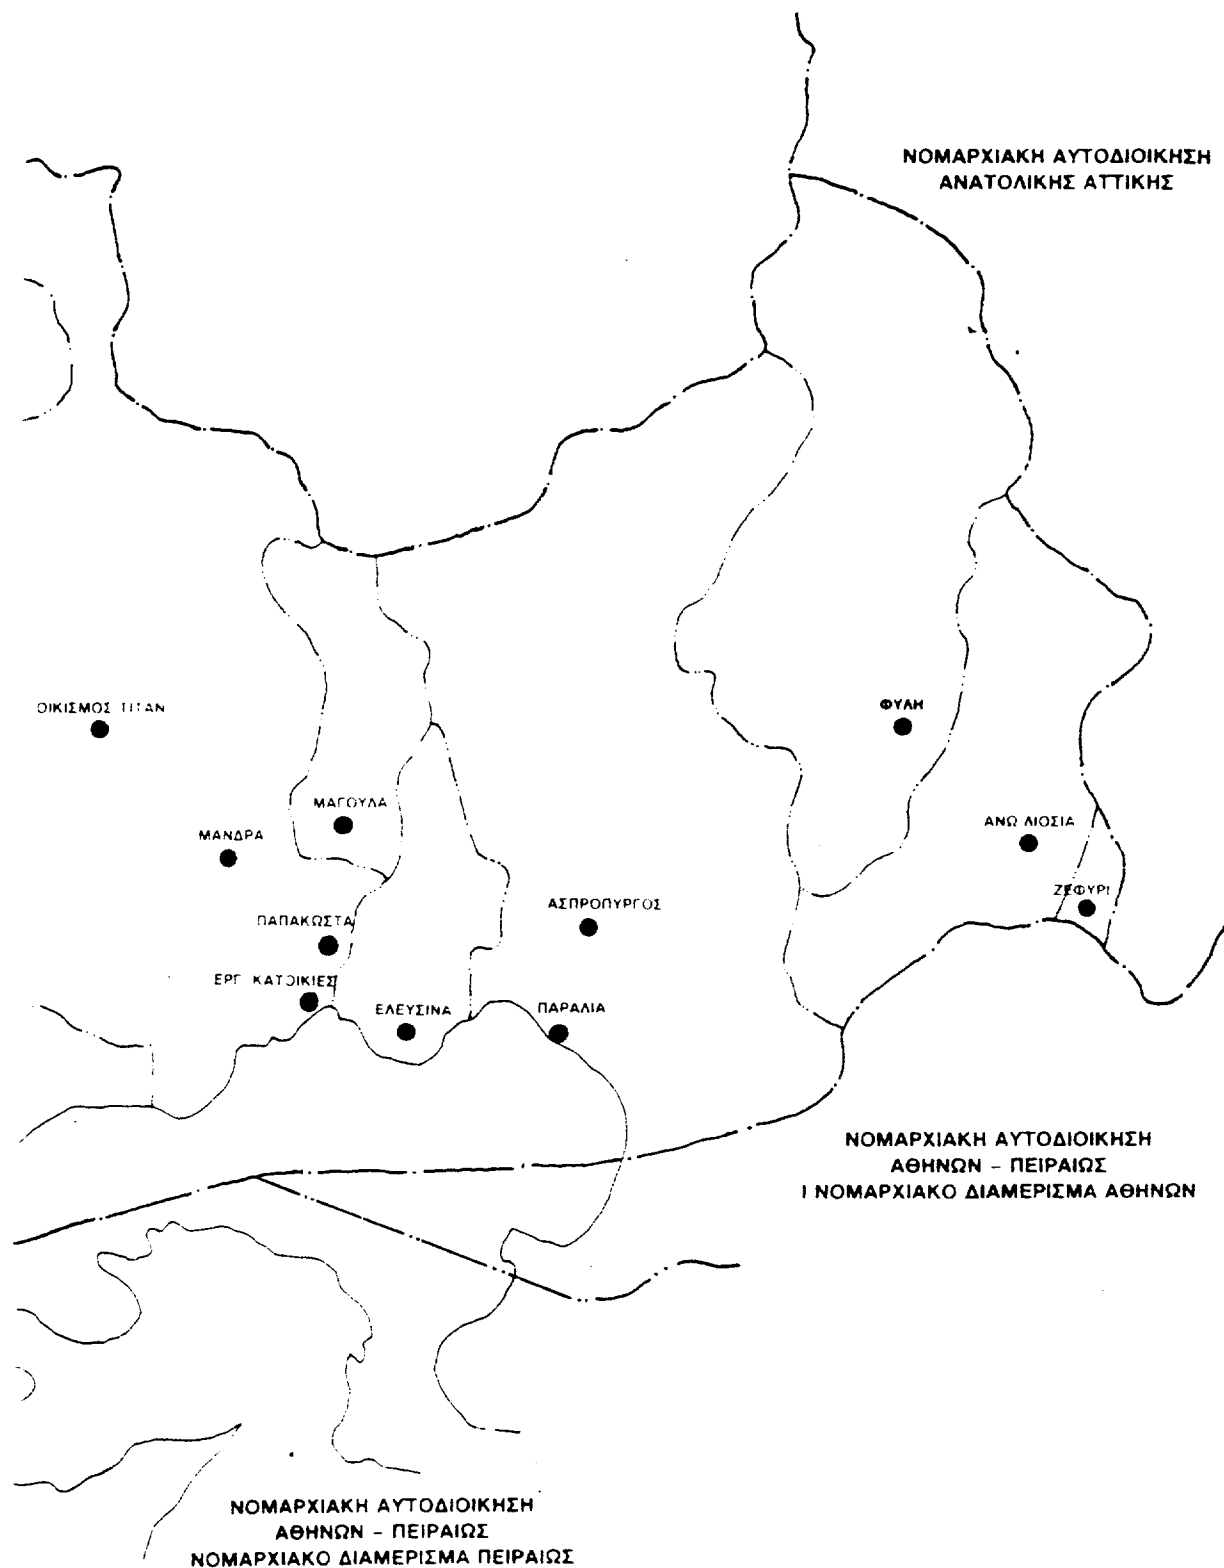 ΝΟΜΑΡΧΙΑΚΗ ΑΥΤΟΔΙΟΙΚΗΣΗ
ΑΝΑΤΟΛΙΚΗΣ ΑΤΤΙΚΗΣ
ΟΙΚΙΣΜΟΣ ΤΙΤΑΝ
ΦΥΛΗ
ΜΑΓΟΥΛΑ
ΜΑΝΔΡΑ
ΑΝΩ ΛΙΟΣΙΑ
ΖΕΦΥΡΙ
ΑΣΠΡΟΠΥΡΓΟΣ
ΠΑΠΑΚΩΣΤΑ
ΕΡΓ. ΚΑΤΟΙΚΙΕΣ
ΕΛΕΥΣΙΝΑ
ΠΑΡΑΛΙΑ
ΝΟΜΑΡΧΙΑΚΗ ΑΥΤΟΔΙΟΙΚΗΣΗ
ΑΘΗΝΩΝ – ΠΕΙΡΑΙΩΣ
Ι ΝΟΜΑΡΧΙΑΚΟ ΔΙΑΜΕΡΙΣΜΑ ΑΘΗΝΩΝ
ΝΟΜΑΡΧΙΑΚΗ ΑΥΤΟΔΙΟΙΚΗΣΗ
ΑΘΗΝΩΝ – ΠΕΙΡΑΙΩΣ
ΝΟΜΑΡΧΙΑΚΟ ΔΙΑΜΕΡΙΣΜΑ ΠΕΙΡΑΙΩΣ